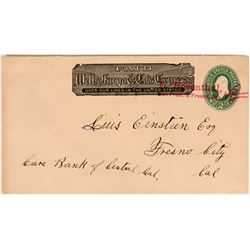 PAID
Wells, Fargo & Co's Express
OVER OUR LINES IN THE UNITED STATES
Luis Ernstien Esq
Fresno City
Care Bank of Central Cal, Cal